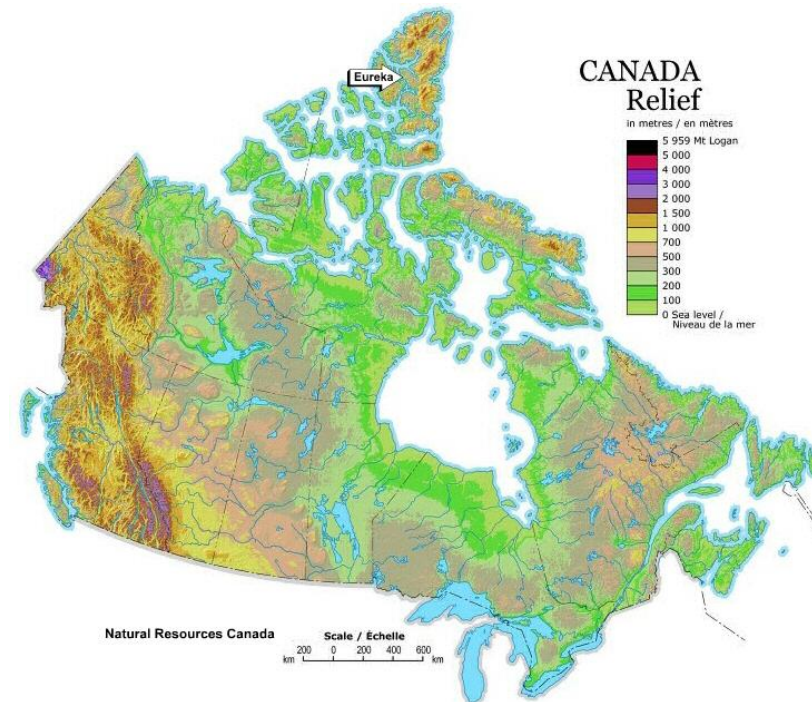 Eureka
CANADA
Relief
in metres / en mètres
5 959 Mt Logan
5 000
4 000
3 000
2 000
1 500
1 000
700
500
300
200
100
0 Sea level /
Niveau de la mer
Natural Resources Canada
Scale / Échelle
km 200 0 200 400 600 km